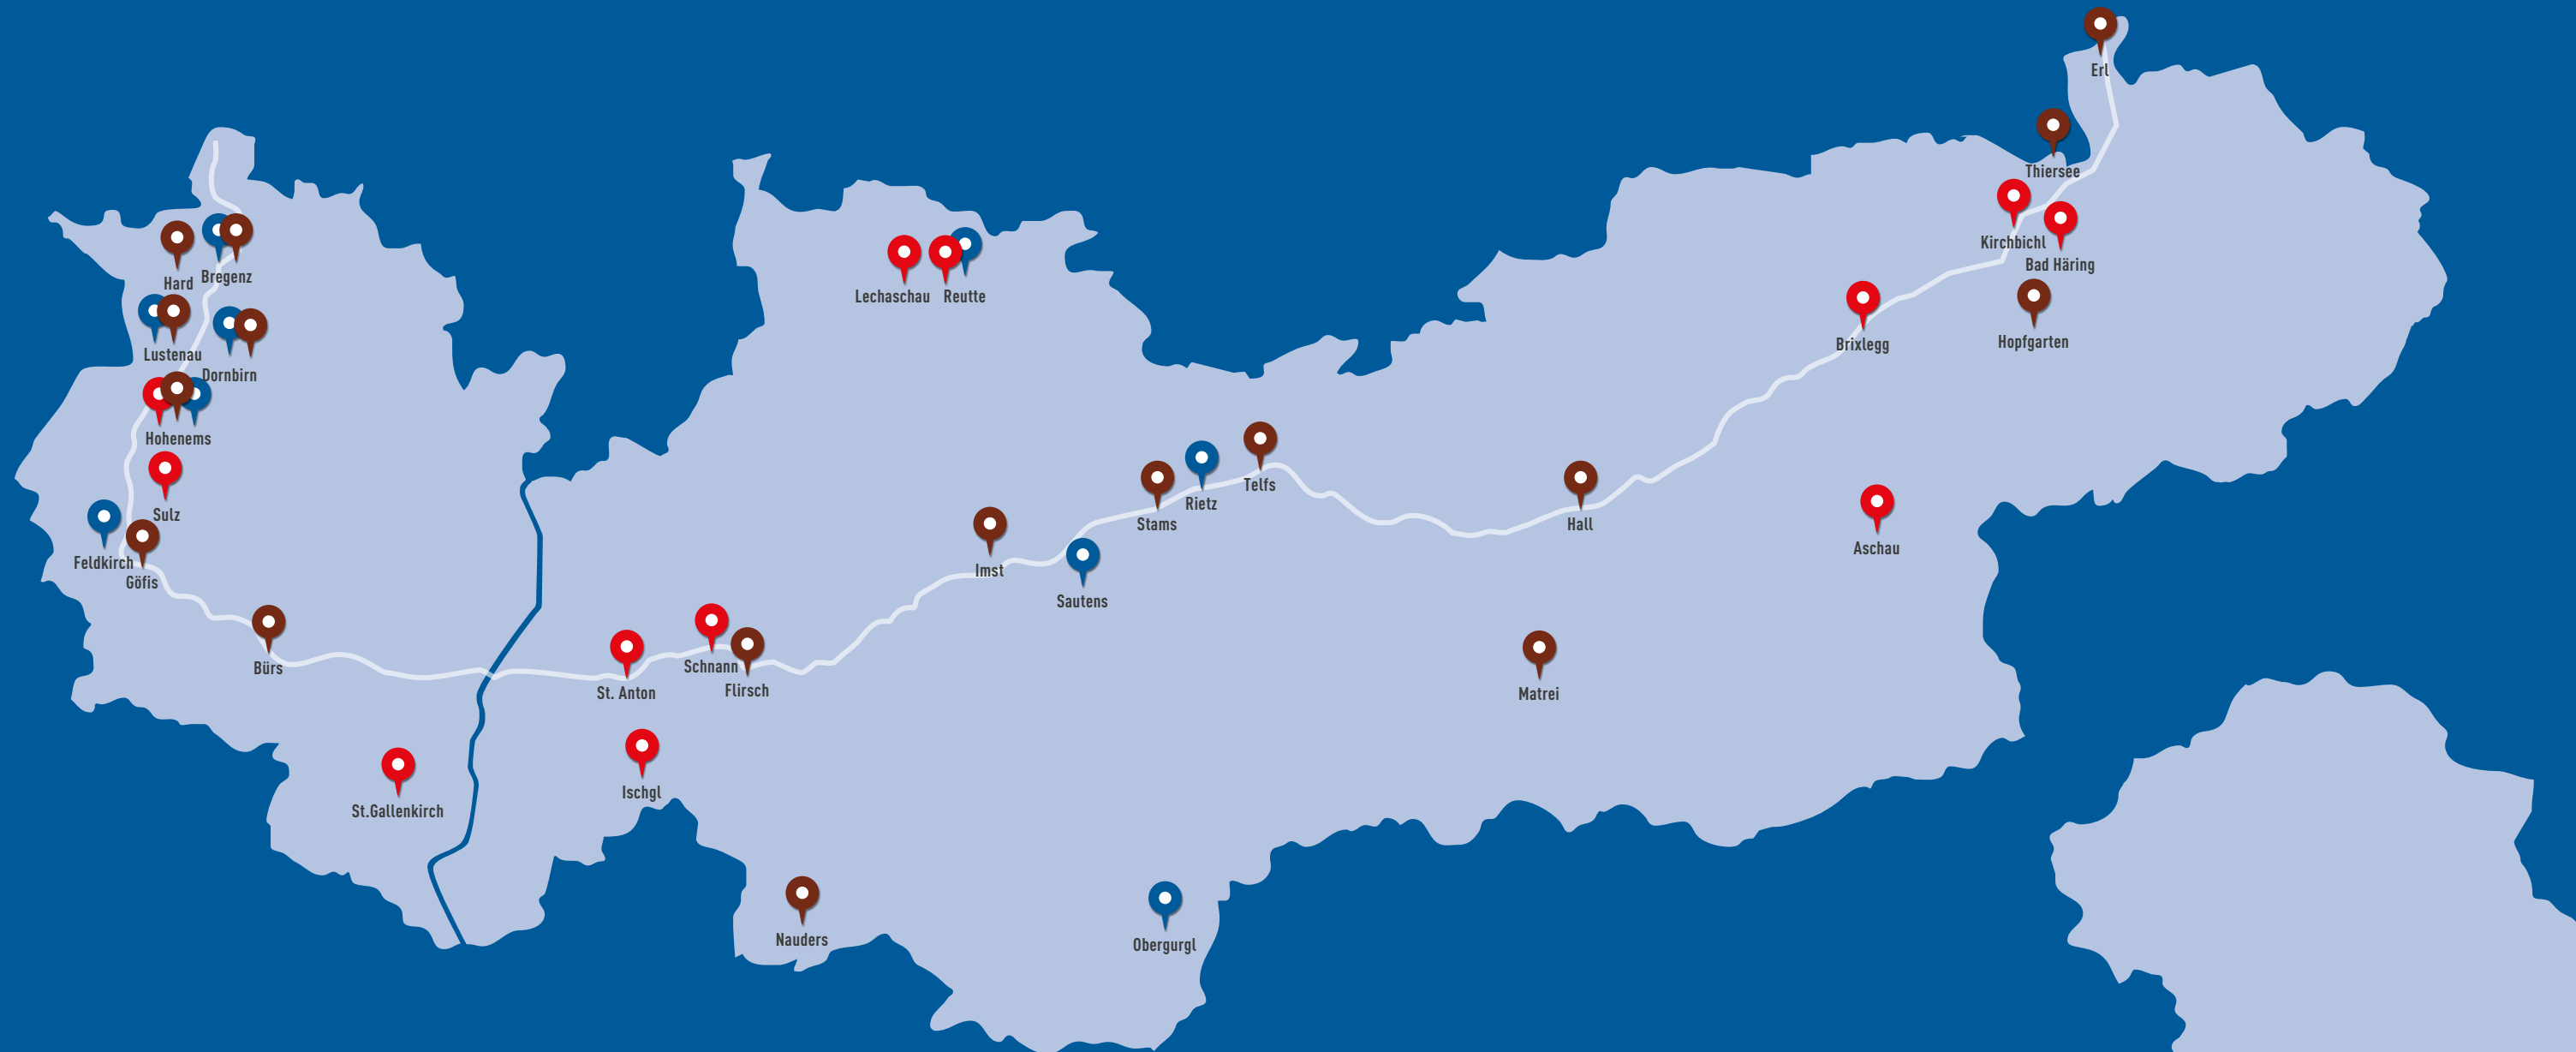 Erl
Thiersee
Kirchbichl
Bad Häring
Hard
Bregenz
Lechaschau
Reutte
Hopfgarten
Brixlegg
Lustenau
Dornbirn
Hohenems
Telfs
Rietz
Sulz
Stams
Hall
Aschau
Feldkirch
Göfis
Imst
Sautens
Bürs
Schnann
St. Anton
Flirsch
Matrei
Ischgl
St.Gallenkirch
Nauders
Obergurgl